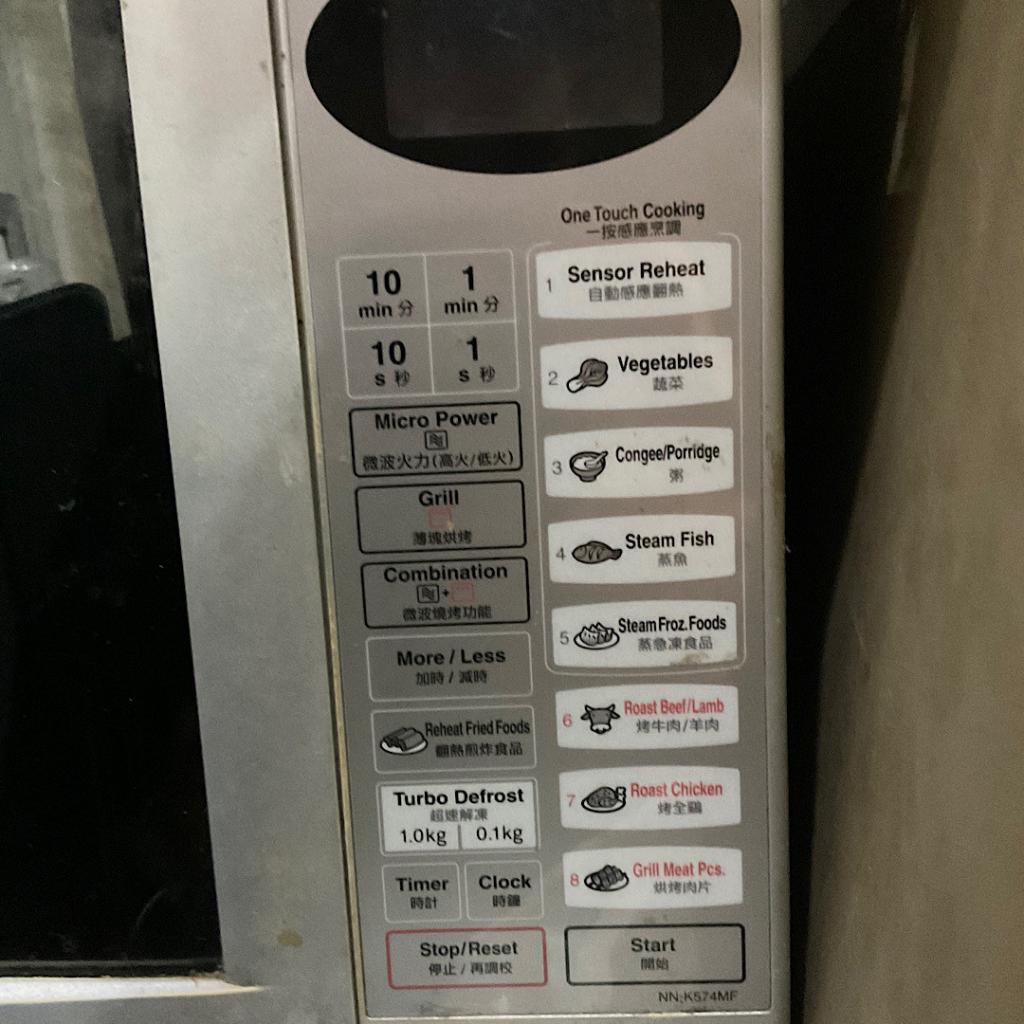 One Touch Cooking
一按感應烹調
10 min 分
1 min 分
10 s 秒
1 s 秒
Micro Power
微波火力(高火/低火)
Grill
薄塊烘烤
Combination
+
微波燒烤功能
More / Less
加時 / 減時
Reheat Fried Foods
翻熱煎炸食品
Turbo Defrost
超速解凍
1.0kg | 0.1kg
Timer
時計
Clock
時鐘
Stop/Reset
停止 / 再調校
1 Sensor Reheat
自動感應翻熱
2 Vegetables
蔬菜
3 Congee/Porridge
粥
4 Steam Fish
蒸魚
5 Steam Froz. Foods
蒸急凍食品
6 Roast Beef/Lamb
烤牛肉/羊肉
7 Roast Chicken
烤全鷄
8 Grill Meat Pcs.
烘烤肉片
Start
開始
NN-K574MF